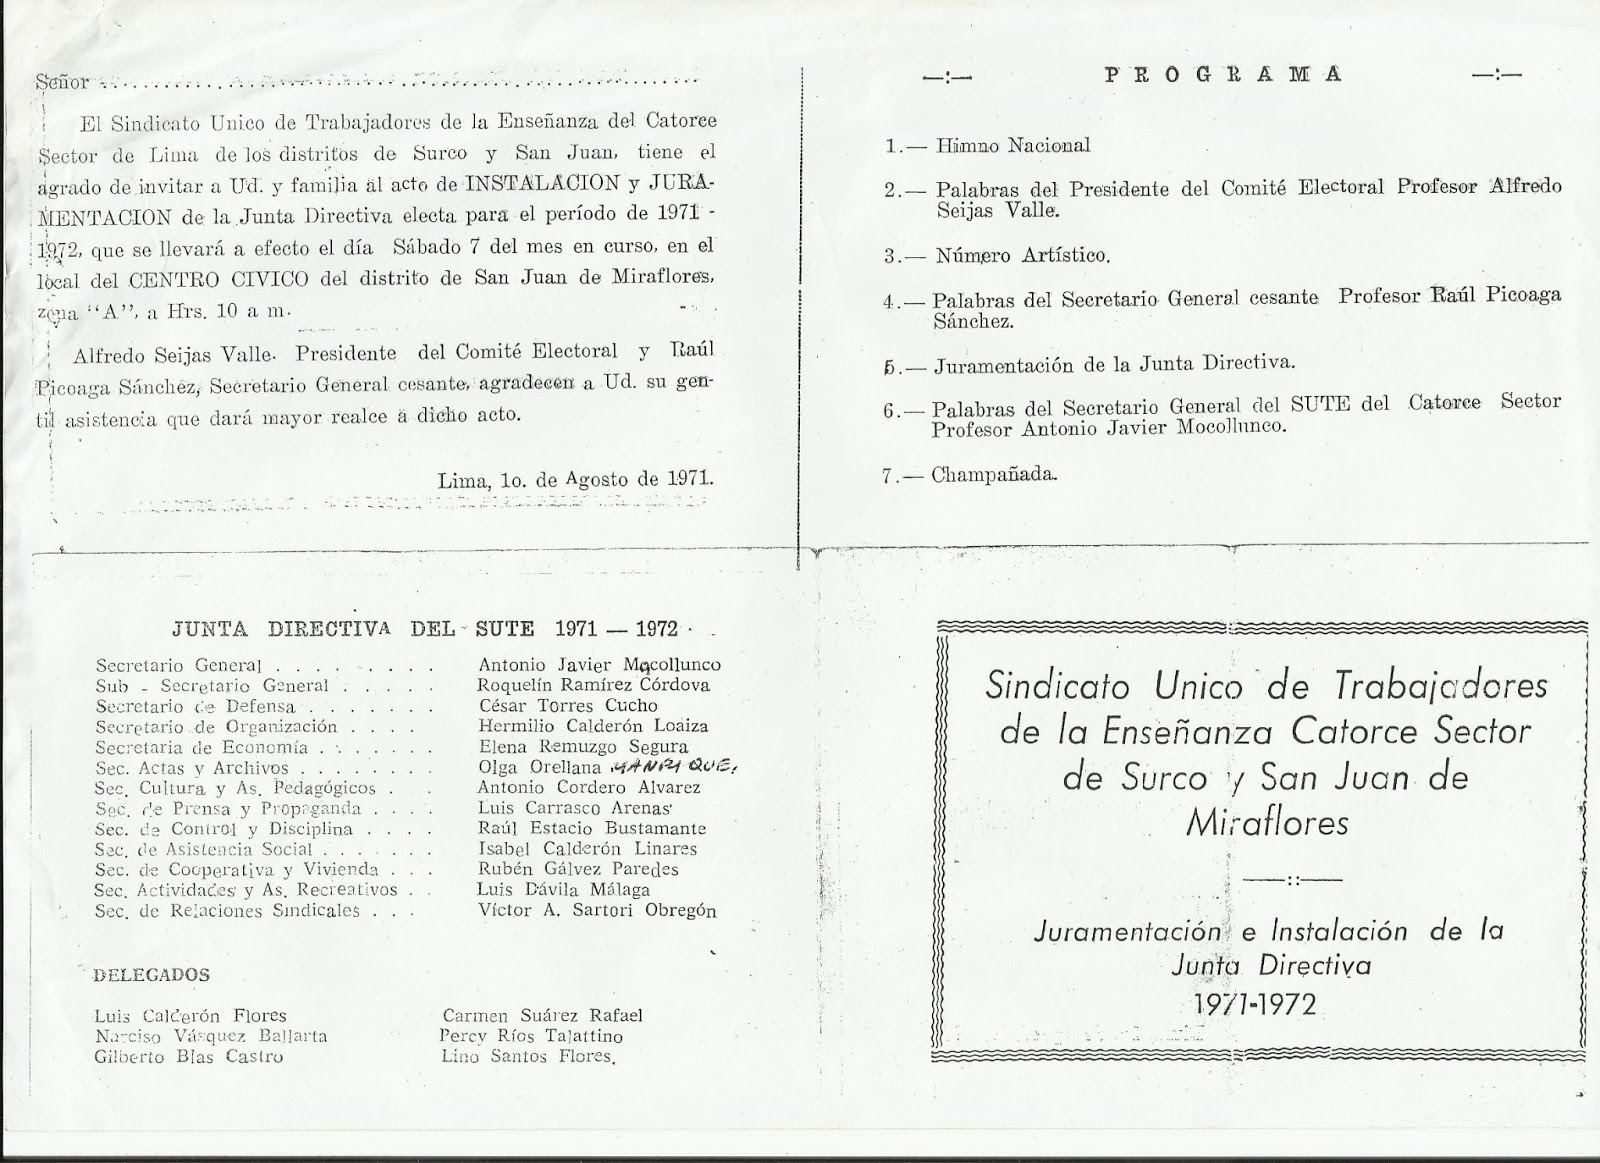 Señor ..............................................
El Sindicato Unico de Trabajadores de la Enseñanza del Catorce
Sector de Lima de los distritos de Surco y San Juan, tiene el
agrado de invitar a Ud. y familia al acto de INSTALACION y JURA-
MENTACION de la Junta Directiva electa para el período de 1971 -
1972, que se llevará a efecto el día Sábado 7 del mes en curso, en el
local del CENTRO CIVICO del distrito de San Juan de Miraflores,
zona "A", a Hrs. 10 a m.
Alfredo Seijas Valle. Presidente del Comité Electoral y Raúl
Picoaga Sánchez, Secretario General cesante, agradecen a Ud. su gen-
til asistencia que dará mayor realce a dicho acto.
Lima, 1o. de Agosto de 1971.
—:— PROGRAMA —:—
1.— Himno Nacional
2.— Palabras del Presidente del Comité Electoral Profesor Alfredo
Seijas Valle.
3.— Número Artístico.
4.— Palabras del Secretario General cesante Profesor Raúl Picoaga
Sánchez.
5.— Juramentación de la Junta Directiva.
6.— Palabras del Secretario General del SUTE del Catorce Sector
Profesor Antonio Javier Mocollunco.
7.— Champañada.
JUNTA DIRECTIVA DEL SUTE 1971 — 1972
Secretario General . . . . . . . . . Antonio Javier Mocollunco
Sub - Secretario General . . . . . Roquelín Ramírez Córdova
Secretario de Defensa . . . . . . . César Torres Cucho
Secretario de Organización . . . . Hermilio Calderón Loaiza
Secretaria de Economía . . . . . . . Elena Remuzgo Segura
Sec. Actas y Archivos . . . . . . . . Olga Orellana MANRIQUE.
Sec. Cultura y As. Pedagógicos . . Antonio Cordero Alvarez
Sec. de Prensa y Propaganda . . . . Luis Carrasco Arenas
Sec. de Control y Disciplina . . . . Raúl Estacio Bustamante
Sec. de Asistencia Social . . . . . . . Isabel Calderón Linares
Sec. de Cooperativa y Vivienda . . . Rubén Gálvez Paredes
Sec. Actividades y As. Recreativos . . Luis Dávila Málaga
Sec. de Relaciones Sindicales . . . Víctor A. Sartori Obregón
DELEGADOS
Luis Calderón Flores Carmen Suárez Rafael
Narciso Vásquez Ballarta Percy Ríos Talattino
Gilberto Blas Castro Lino Santos Flores.
Sindicato Unico de Trabajadores
de la Enseñanza Catorce Sector
de Surco y San Juan de
Miraflores
—::—
Juramentación e Instalación de la
Junta Directiva
1971-1972